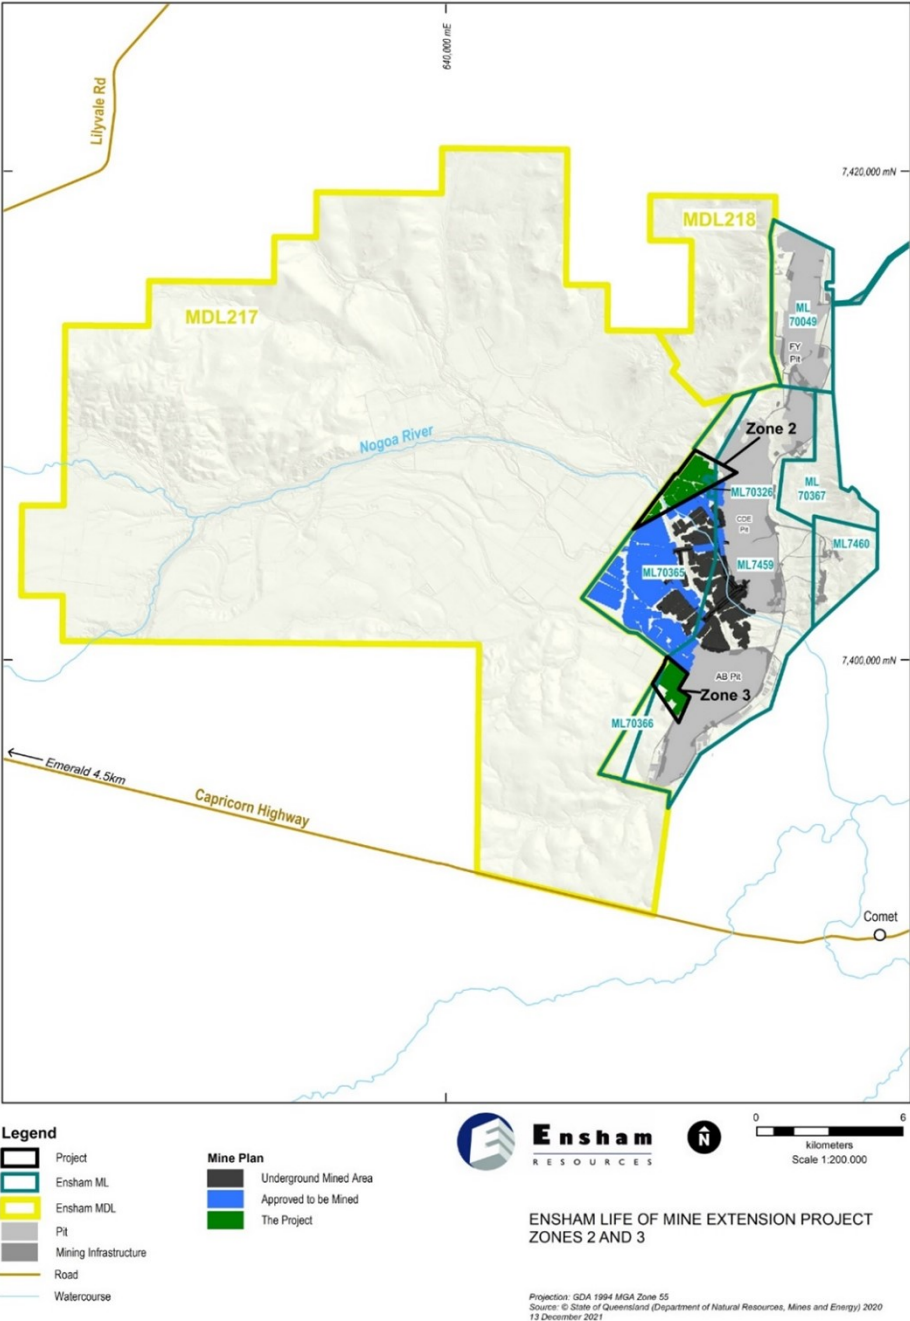 640,000 mE
Lilyvale Rd
7,420,000 mN
MDL218
MDL217
ML
70049
FY
Pit
Zone 2
Nogoa River
ML70326
ML
70367
CDE
Pit
ML7460
ML7459
ML70365
7,400,000 mN
AB Pit
Zone 3
ML70366
Emerald 4.5km
Capricorn Highway
Comet
Legend
Project
Ensham ML
Ensham MDL
Pit
Mining Infrastructure
Road
Watercourse
Mine Plan
Underground Mined Area
Approved to be Mined
The Project
Ensham
RESOURCES
N
0 6
kilometers
Scale 1:200.000
ENSHAM LIFE OF MINE EXTENSION PROJECT
ZONES 2 AND 3
Projection: GDA 1994 MGA Zone 55
Source: © State of Queensland (Department of Natural Resources, Mines and Energy) 2020
13 December 2021